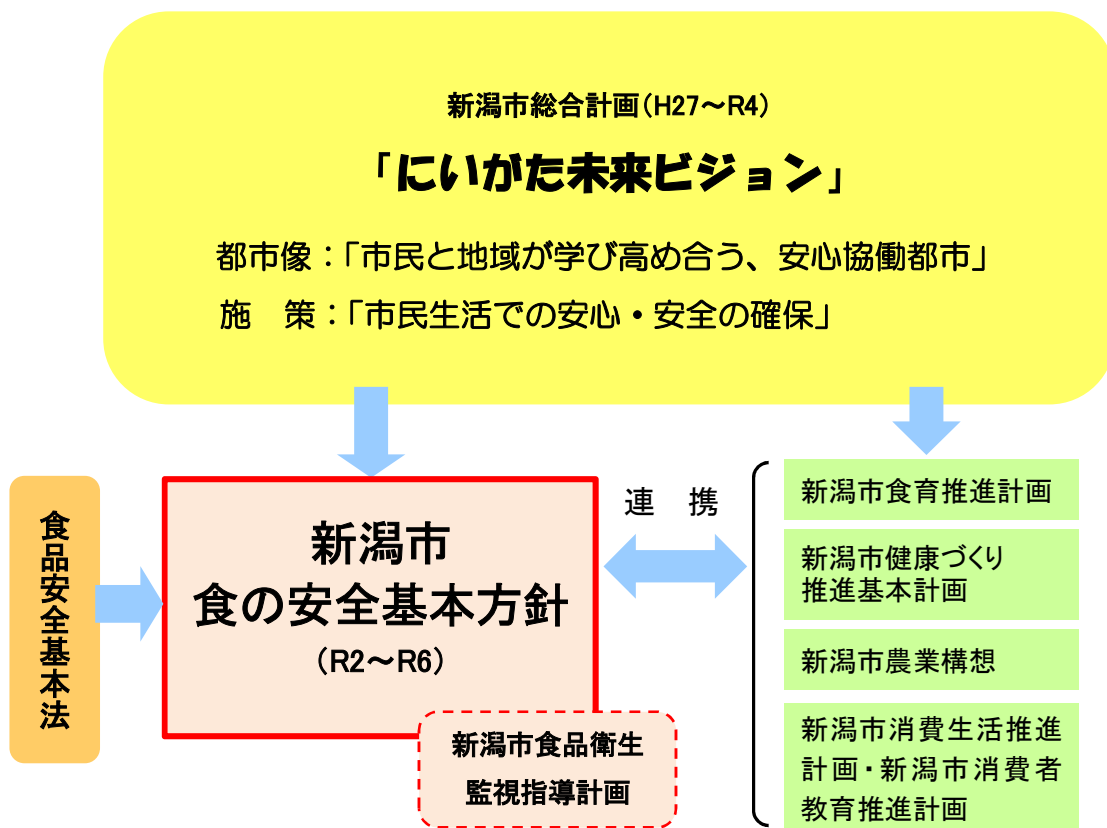 新潟市総合計画(H27～R4)
「にいがた未来ビジョン」
都市像：「市民と地域が学び高め合う、安心協働都市」
施　策：「市民生活での安心・安全の確保」
食品安全基本法
新潟市
食の安全基本方針
(R2～R6)
新潟市食品衛生
監視指導計画
連　携
新潟市食育推進計画
新潟市健康づくり
推進基本計画
新潟市農業構想
新潟市消費生活推進
計画・新潟市消費者
教育推進計画